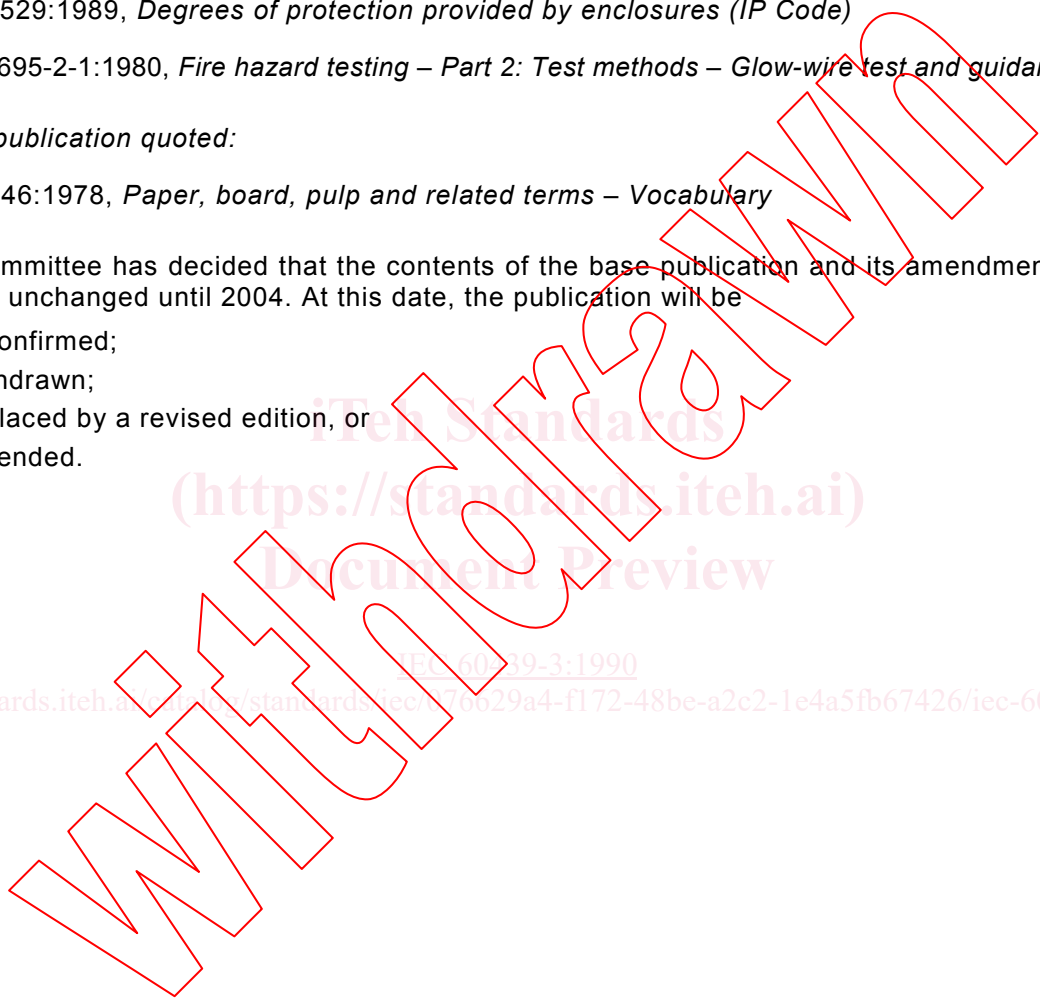 529:1989, Degrees of protection provided by enclosures (IP Code)
695-2-1:1980, Fire hazard testing – Part 2: Test methods – Glow-wire test and guidan
publication quoted:
46:1978, Paper, board, pulp and related terms – Vocabulary
mmittee has decided that the contents of the base publication and its amendmen
unchanged until 2004. At this date, the publication will be
onfirmed;
hdrawn;
laced by a revised edition, or
ended.
iTeh Standards
(https://standards.iteh.ai)
Document Preview
IEC 60439-3:1990
ards.iteh.ai/catalog/standards/iec/076629a4-f172-48be-a2c2-1e4a5fb67426/iec-60
withdrawn